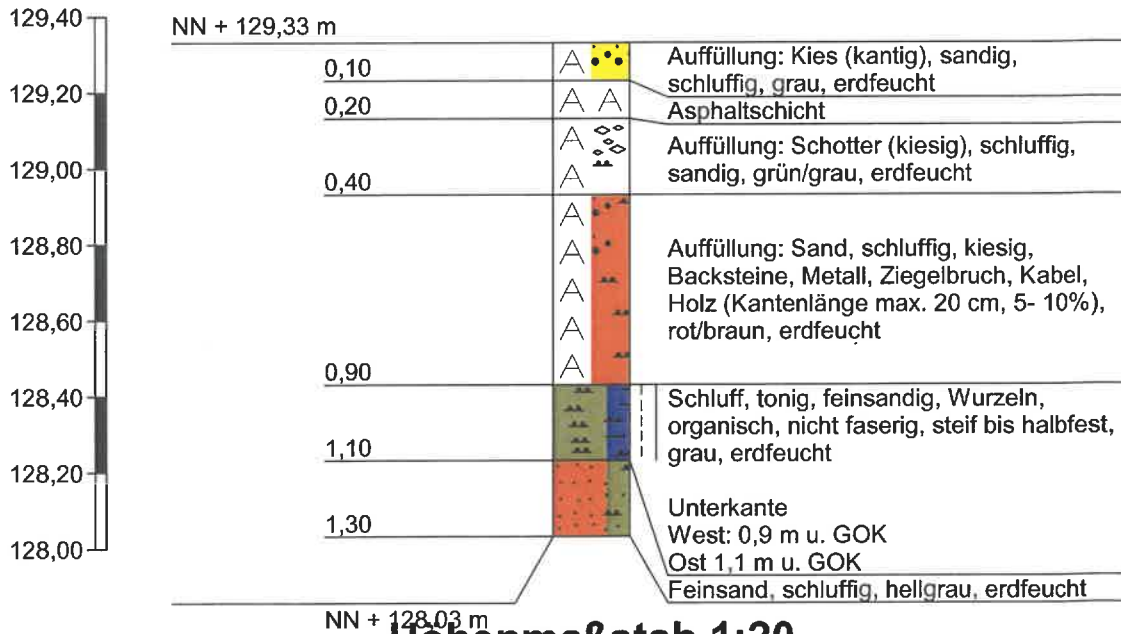 129,40
129,20
129,00
128,80
128,60
128,40
128,20
128,00
NN + 129,33 m
0,10
0,20
0,40
0,90
1,10
1,30
A
A A
A
A
A
A
A
A
A
Auffüllung: Kies (kantig), sandig,
schluffig, grau, erdfeucht
Asphaltschicht
Auffüllung: Schotter (kiesig), schluffig,
sandig, grün/grau, erdfeucht
Auffüllung: Sand, schluffig, kiesig,
Backsteine, Metall, Ziegelbruch, Kabel,
Holz (Kantenlänge max. 20 cm, 5- 10%),
rot/braun, erdfeucht
Schluff, tonig, feinsandig, Wurzeln,
organisch, nicht faserig, steif bis halbfest,
grau, erdfeucht
Unterkante
West: 0,9 m u. GOK
Ost 1,1 m u. GOK
Feinsand, schluffig, hellgrau, erdfeucht
NN + 128,03 m
Höhenmaßstab 1:20